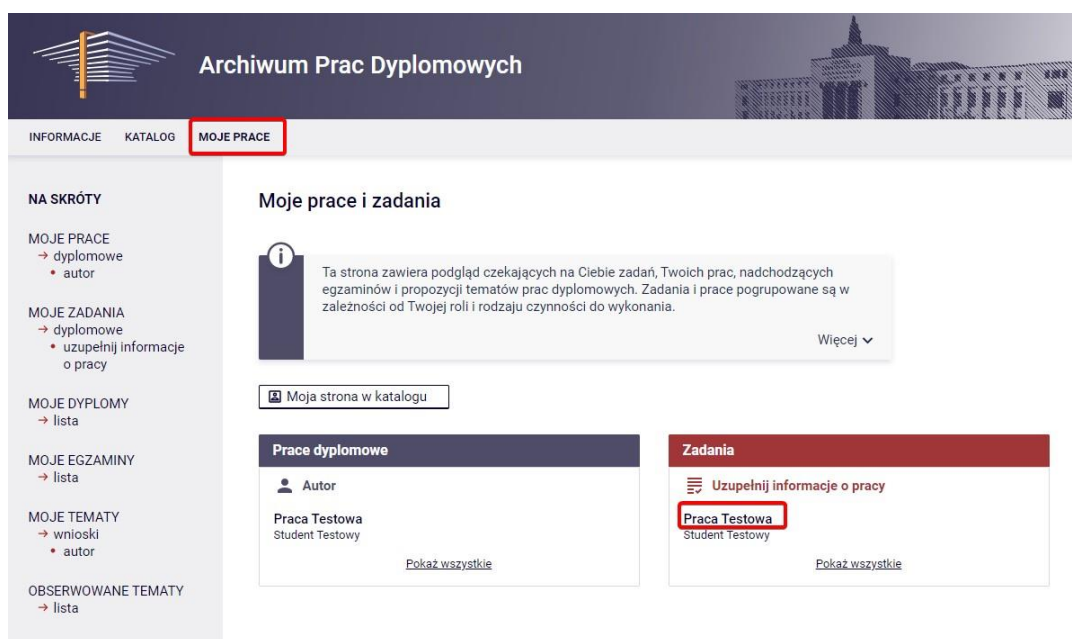 Archiwum Prac Dyplomowych
INFORMACJE KATALOG MOJE PRACE
NA SKRÓTY
MOJE PRACE
→ dyplomowe
• autor
MOJE ZADANIA
→ dyplomowe
• uzupełnij informacje
o pracy
MOJE DYPLOMY
→ lista
MOJE EGZAMINY
→ lista
MOJE TEMATY
→ wnioski
• autor
OBSERWOWANE TEMATY
→ lista
Moje prace i zadania
Ta strona zawiera podgląd czekających na Ciebie zadań, Twoich prac, nadchodzących
egzaminów i propozycji tematów prac dyplomowych. Zadania i prace pogrupowane są w
zależności od Twojej roli i rodzaju czynności do wykonania.
Więcej
Moja strona w katalogu
Prace dyplomowe
Autor
Praca Testowa
Student Testowy
Pokaż wszystkie
Zadania
Uzupełnij informacje o pracy
Praca Testowa
Student Testowy
Pokaż wszystkie